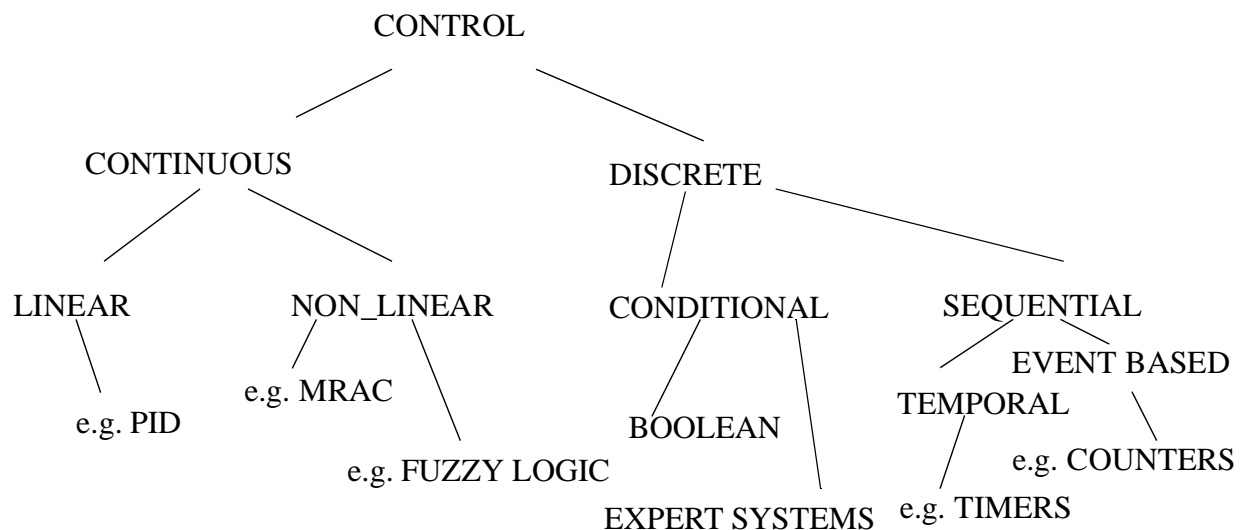 CONTROL
CONTINUOUS
DISCRETE
LINEAR
NON_LINEAR
CONDITIONAL
SEQUENTIAL
EVENT BASED
e.g. MRAC
TEMPORAL
e.g. PID
BOOLEAN
e.g. FUZZY LOGIC
e.g. COUNTERS
EXPERT SYSTEMS
e.g. TIMERS